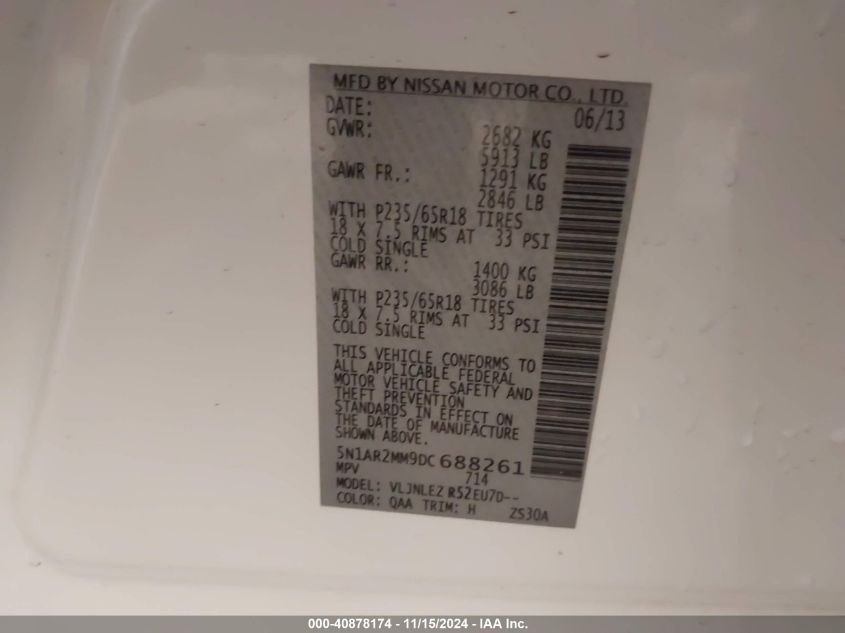 MFD BY NISSAN MOTOR CO., LTD.
DATE: 06/13
GVWR: 2682 KG
5913 LB
GAWR FR.: 1291 KG
2846 LB
WITH P235/65R18 TIRES
18 X 7.5 RIMS AT 33 PSI
COLD SINGLE
GAWR RR.: 1400 KG
3086 LB
WITH P235/65R18 TIRES
18 X 7.5 RIMS AT 33 PSI
COLD SINGLE
THIS VEHICLE CONFORMS TO
ALL APPLICABLE FEDERAL
MOTOR VEHICLE SAFETY AND
THEFT PREVENTION
STANDARDS IN EFFECT ON
THE DATE OF MANUFACTURE
SHOWN ABOVE.
5N1AR2MM9DC688261
MPV 714
MODEL: VLJNLEZ R52EU7D--
COLOR: QAA TRIM: H ZS30A
000-40878174 - 11/15/2024 - IAA Inc.